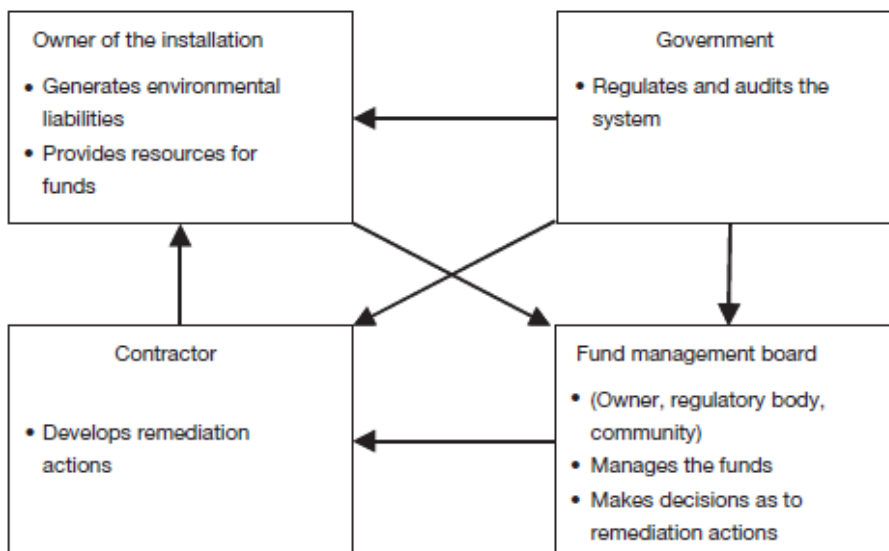 Owner of the installation
• Generates environmental
liabilities
• Provides resources for
funds
Government
• Regulates and audits the
system
Contractor
• Develops remediation
actions
Fund management board
• (Owner, regulatory body,
community)
• Manages the funds
• Makes decisions as to
remediation actions